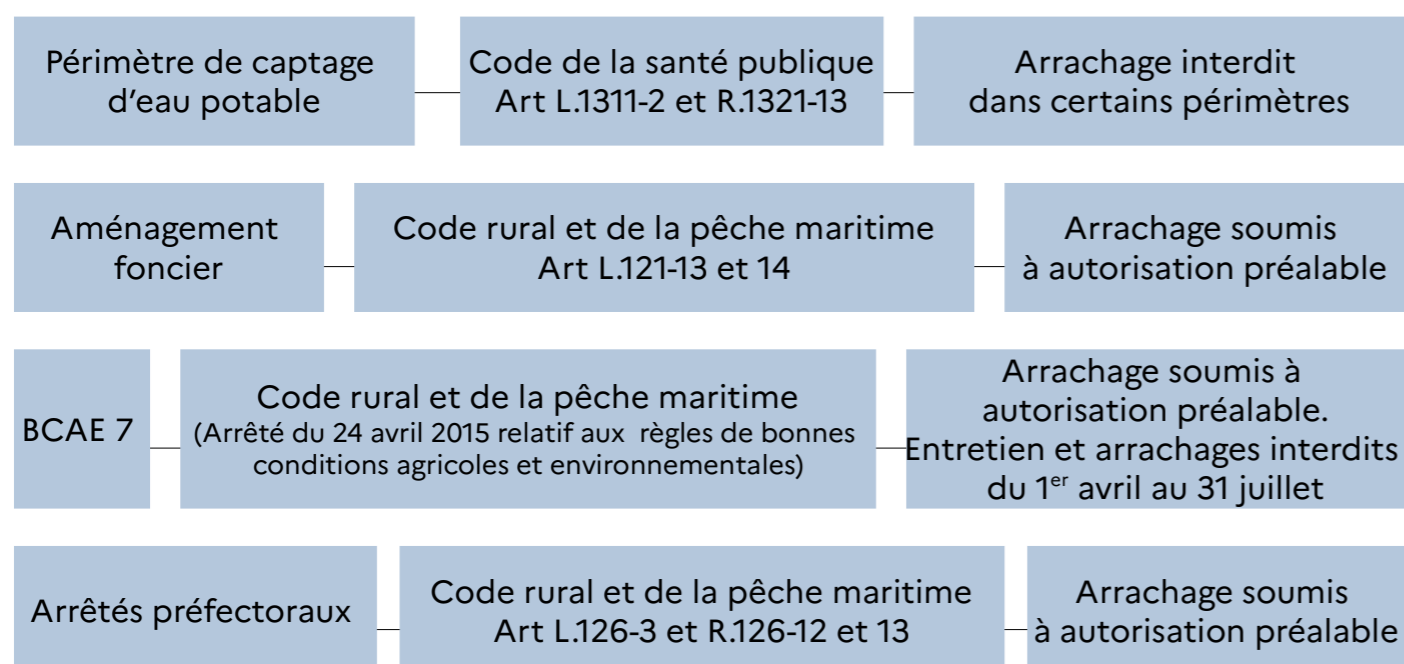 Périmètre de captage
d’eau potable
Code de la santé publique
Art L.1311-2 et R.1321-13
Arrachage interdit
dans certains périmètres
Aménagement
foncier
Code rural et de la pêche maritime
Art L.121-13 et 14
Arrachage soumis
à autorisation préalable
BCAE 7
Code rural et de la pêche maritime
(Arrêté du 24 avril 2015 relatif aux règles de bonnes
conditions agricoles et environnementales)
Arrachage soumis à
autorisation préalable.
Entretien et arrachages interdits
du 1er avril au 31 juillet
Arrêtés préfectoraux
Code rural et de la pêche maritime
Art L.126-3 et R.126-12 et 13
Arrachage soumis
à autorisation préalable